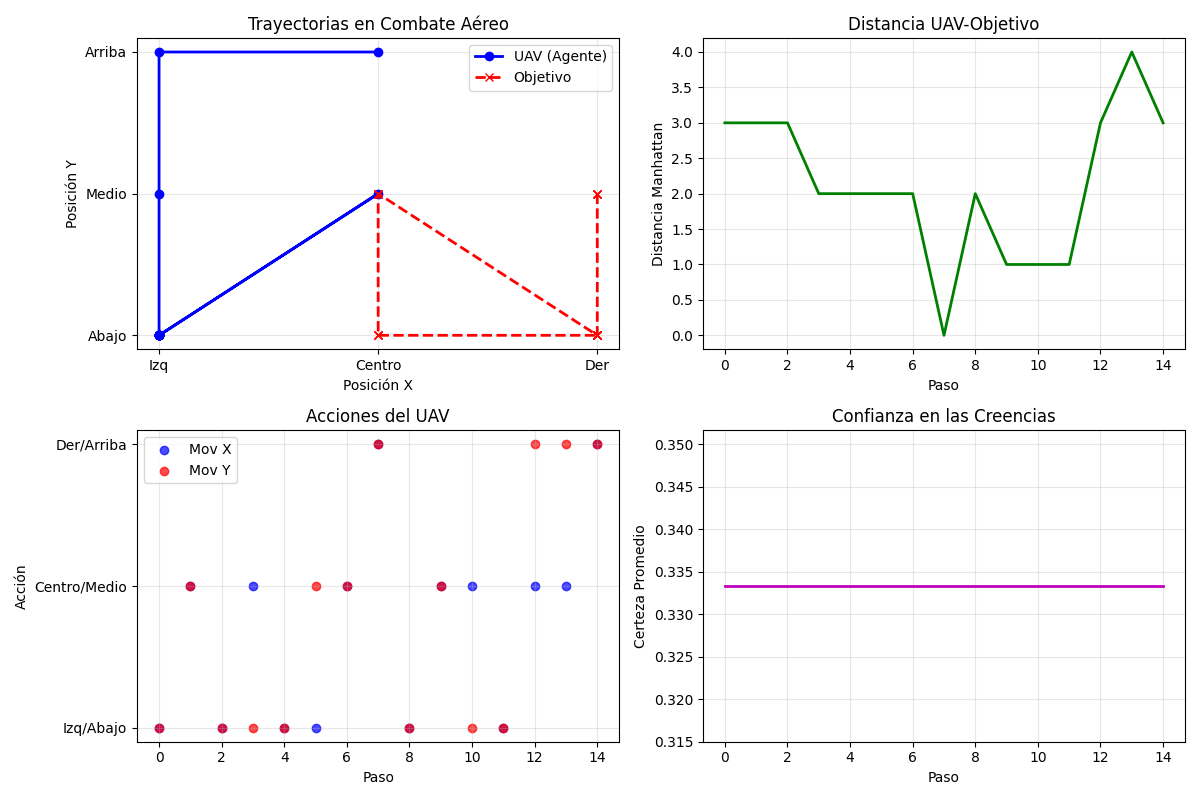 Trayectorias en Combate Aéreo
Arriba
Medio
Abajo
Posición Y
UAV (Agente)
Objetivo
Izq
Centro
Der
Posición X
Distancia UAV-Objetivo
4.0
3.5
3.0
2.5
2.0
1.5
1.0
0.5
0.0
Distancia Manhattan
0 2 4 6 8 10 12 14
Paso
Acciones del UAV
Der/Arriba
Centro/Medio
Izq/Abajo
Acción
Mov X
Mov Y
0 2 4 6 8 10 12 14
Paso
Confianza en las Creencias
0.350
0.345
0.340
0.335
0.330
0.325
0.320
0.315
Certeza Promedio
0 2 4 6 8 10 12 14
Paso